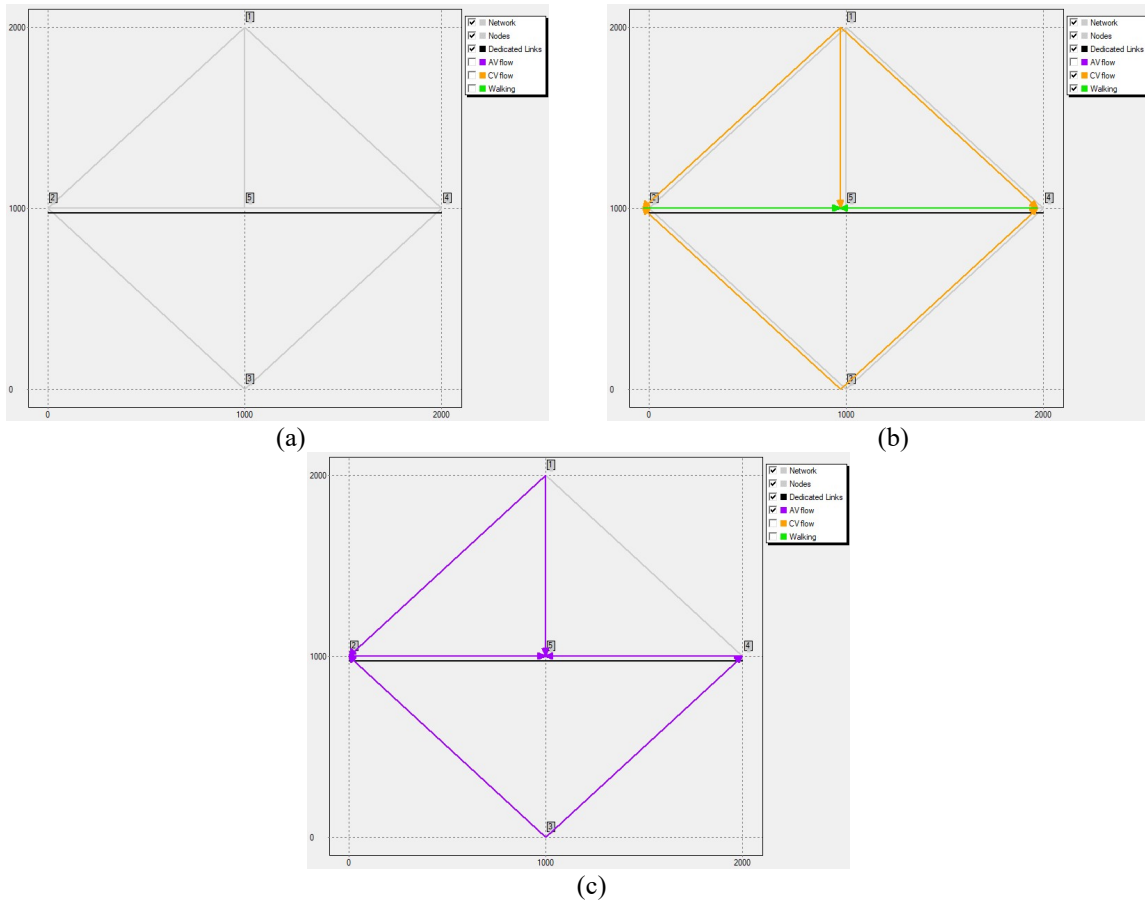 2000
1000
0
0
1000
2000
[1]
[2]
[5]
[4]
[3]
Network
Nodes
Dedicated Links
AV flow
CV flow
Walking
(a)
2000
1000
0
0
1000
2000
[1]
[2]
[5]
[4]
[3]
Network
Nodes
Dedicated Links
AV flow
CV flow
Walking
(b)
2000
1000
0
0
1000
2000
[1]
[2]
[5]
[4]
[3]
Network
Nodes
Dedicated Links
AV flow
CV flow
Walking
(c)